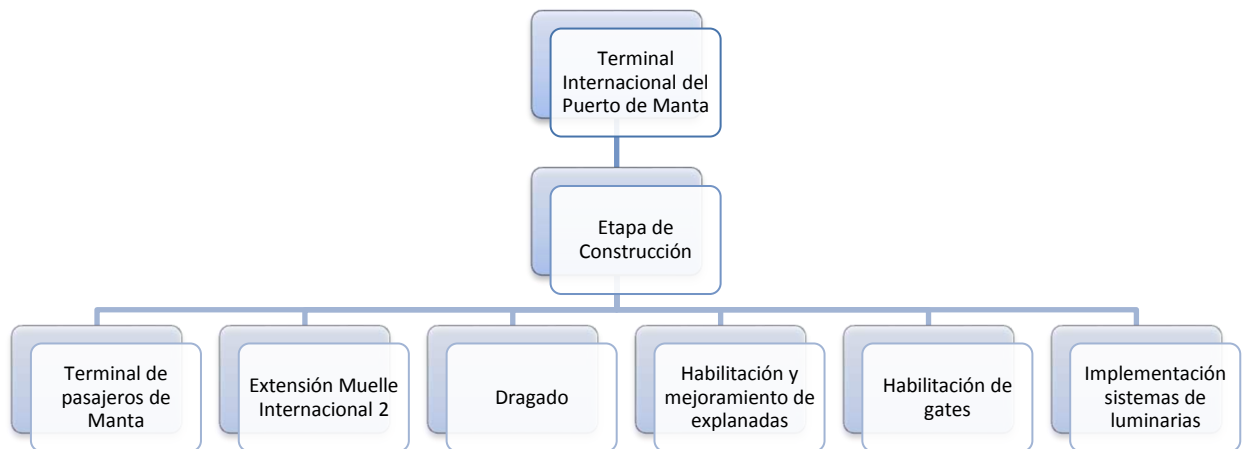 Terminal
Internacional del
Puerto de Manta
Etapa de
Construcción
Terminal de
pasajeros de
Manta
Extensión Muelle
Internacional 2
Dragado
Habilitación y
mejoramiento de
explanadas
Habilitación de
gates
Implementación
sistemas de
luminarias